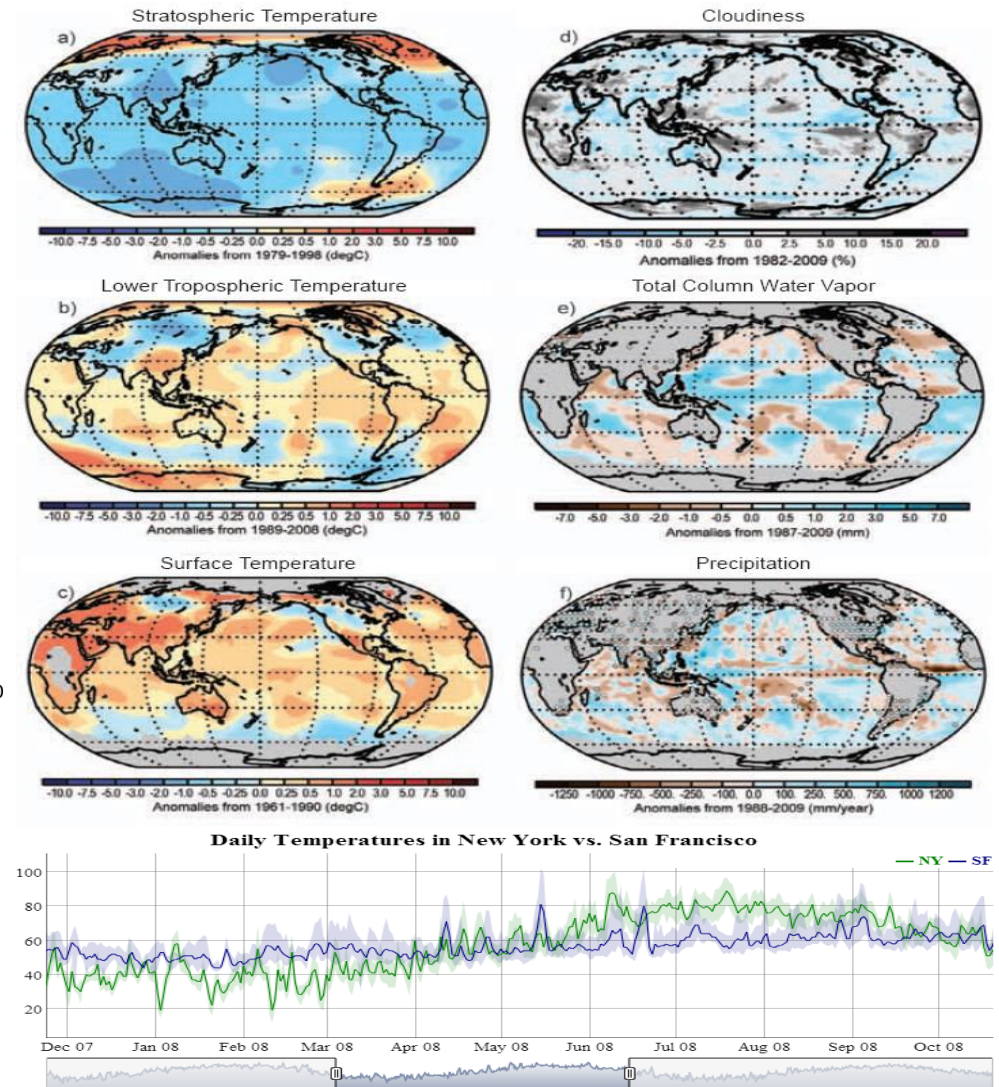 Stratospheric Temperature
a)
-10.0 -7.5 -5.0 -3.0 -2.0 -1.0 -0.5 -0.25 0.0 0.25 0.5 1.0 2.0 3.0 5.0 7.5 10.0
Anomalies from 1979-1998 (degC)
Lower Tropospheric Temperature
b)
-10.0 -7.5 -5.0 -3.0 -2.0 -1.0 -0.5 -0.25 0.0 0.25 0.5 1.0 2.0 3.0 5.0 7.5 10.0
Anomalies from 1989-2008 (degC)
Surface Temperature
c)
-10.0 -7.5 -5.0 -3.0 -2.0 -1.0 -0.5 -0.25 0.0 0.25 0.5 1.0 2.0 3.0 5.0 7.5 10.0
Anomalies from 1961-1990 (degC)
Cloudiness
d)
-20. -15.0 -10.0 -5.0 -2.5 0.0 2.5 5.0 10.0 15.0 20.0
Anomalies from 1982-2009 (%)
Total Column Water Vapor
e)
-7.0 -5.0 -3.0 -2.0 -1.0 -0.5 0.0 0.5 1.0 2.0 3.0 5.0 7.0
Anomalies from 1987-2009 (mm)
Precipitation
f)
-1250 -1000 -750. -500. -250. 0.0 500. 750. 1000 1200
Anomalies from 1988-2009 (mm/year)
Daily Temperatures in New York vs. San Francisco
NY SF
100
80
60
40
20
Dec 07 Jan 08 Feb 08 Mar 08 Apr 08 May 08 Jun 08 Jul 08 Aug 08 Sep 08 Oct 08